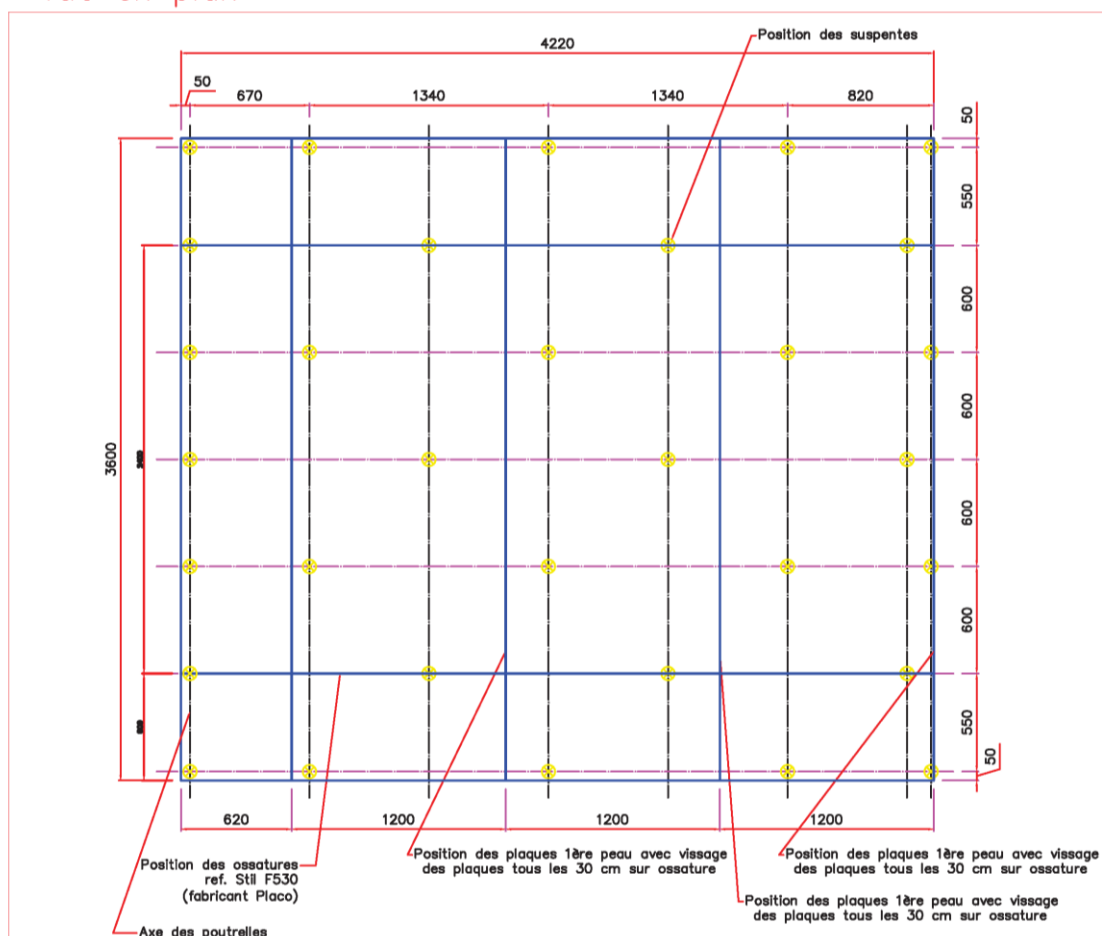 4220
Position des suspentes
50
670
1340
1340
820
50
550
600
600
600
600
550
50
3600
620
1200
1200
1200
Position des ossatures
ref. Stil F530
(fabricant Placo)
Position des plaques 1ère peau avec vissage
des plaques tous les 30 cm sur ossature
Position des plaques 1ère peau avec vissage
des plaques tous les 30 cm sur ossature
Position des plaques 1ère peau avec vissage
des plaques tous les 30 cm sur ossature
Axe des poutrelles